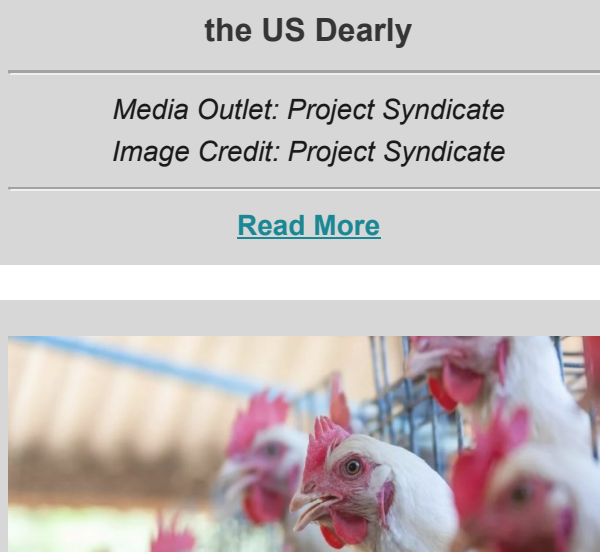 the US Dearly
Media Outlet: Project Syndicate
Image Credit: Project Syndicate
Read More